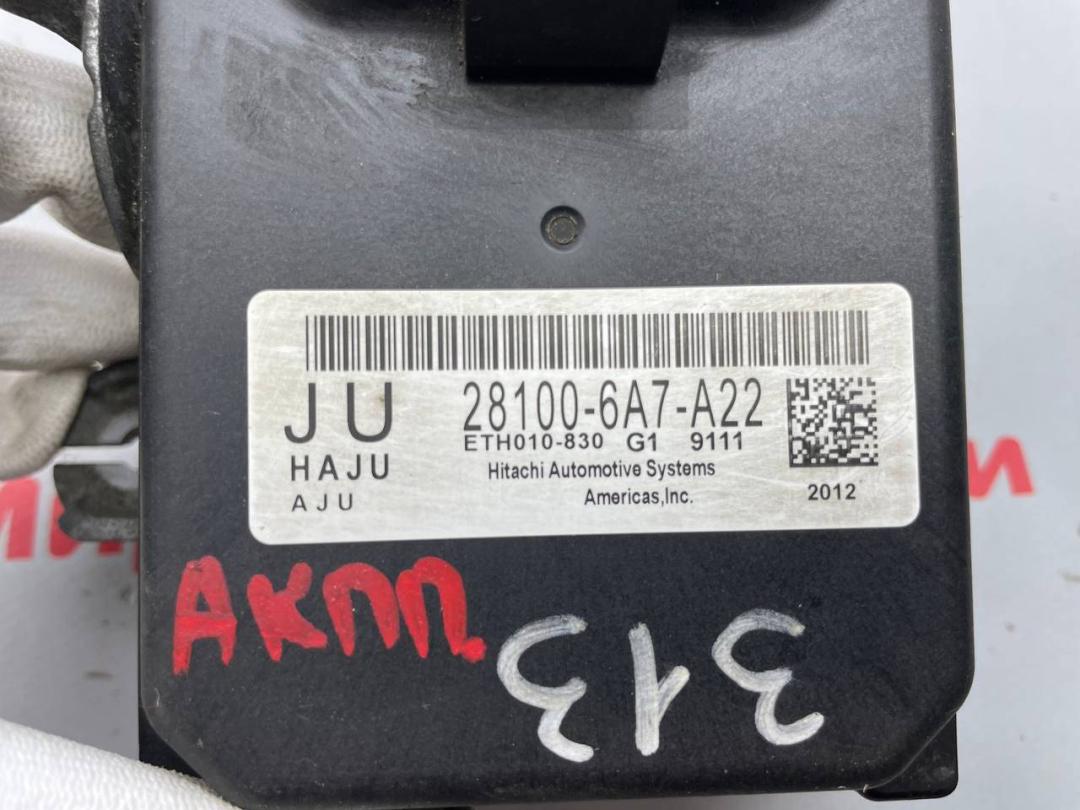 JU 28100-6A7-A22
ETH010-830 G1 9111
HAJU Hitachi Automotive Systems
AJU Americas,Inc. 2012
АКПП.
313